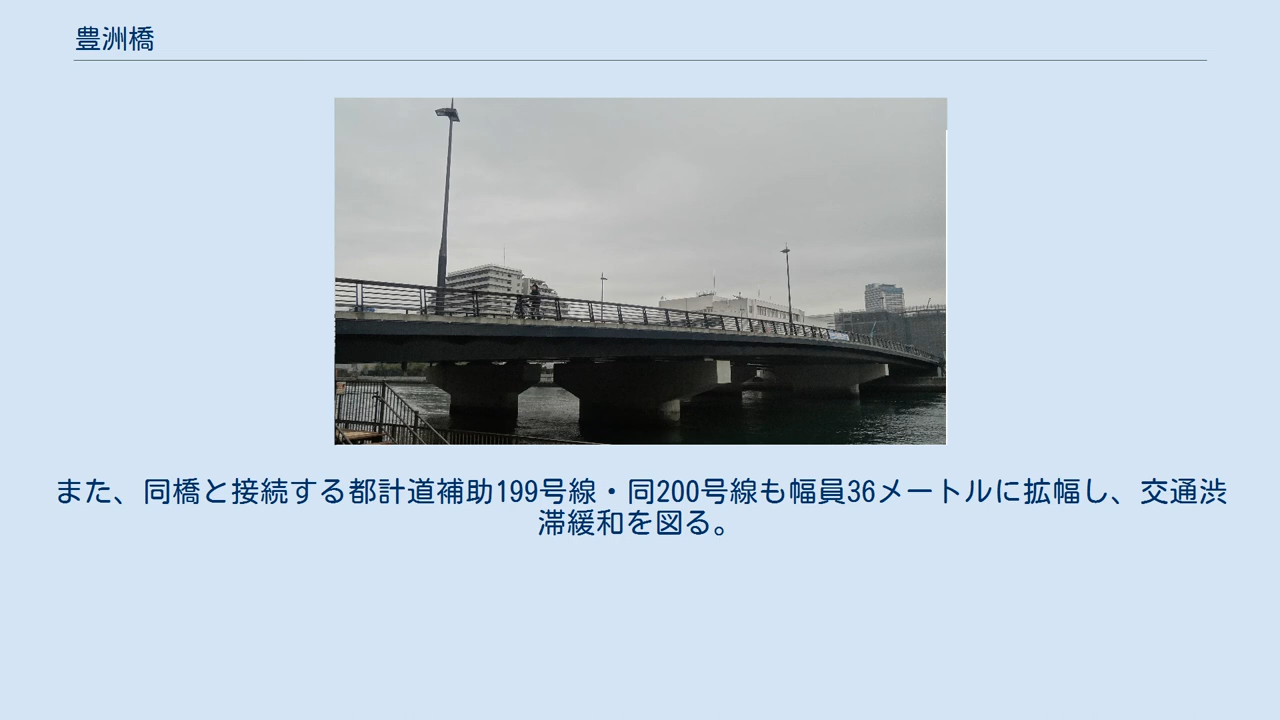 豊洲橋
また、同橋と接続する都計道補助199号線・同200号線も幅員36メートルに拡幅し、交通渋
滞緩和を図る。